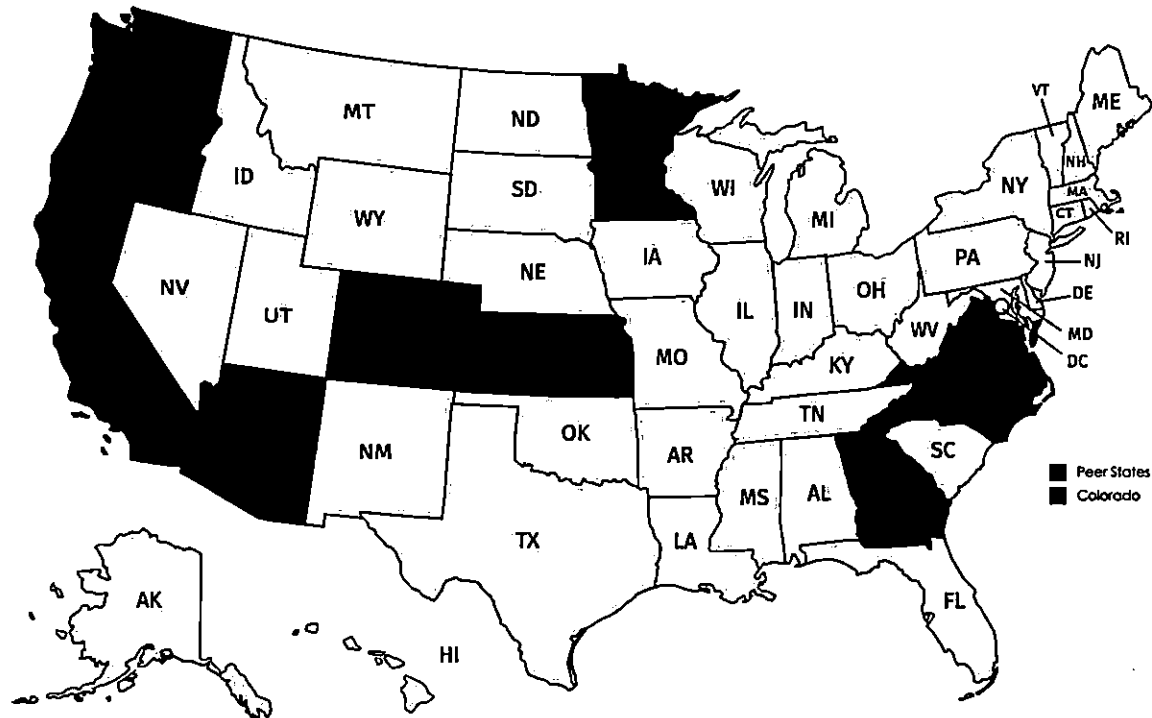 VT
ME
MT
ND
NH
ID
SD
WI
NY
MA
WY
MI
CT
RI
IA
PA
NE
NJ
NV
OH
UT
IL
IN
DE
WV
MD
MO
KY
DC
TN
OK
NM
AR
SC
Peer States
MS
AL
Colorado
TX
LA
AK
FL
HI